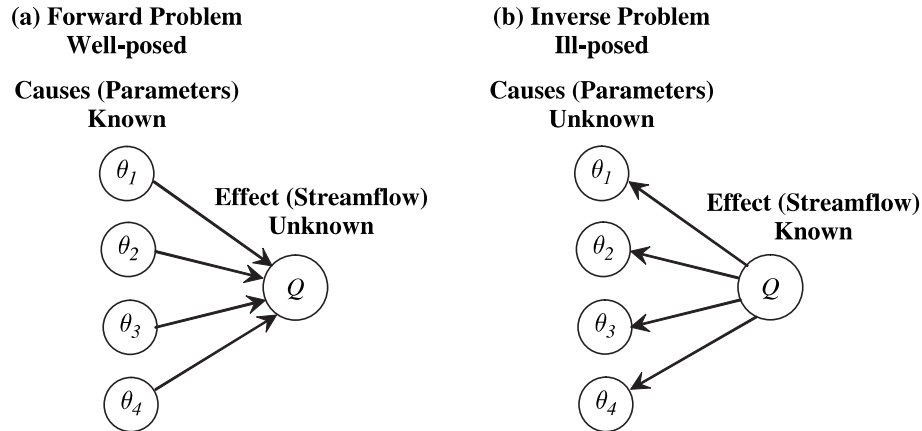 (a) Forward Problem
Well-posed
Causes (Parameters)
Known
θ1
θ2
θ3
θ4
Effect (Streamflow)
Unknown
Q
(b) Inverse Problem
Ill-posed
Causes (Parameters)
Unknown
θ1
θ2
θ3
θ4
Effect (Streamflow)
Known
Q